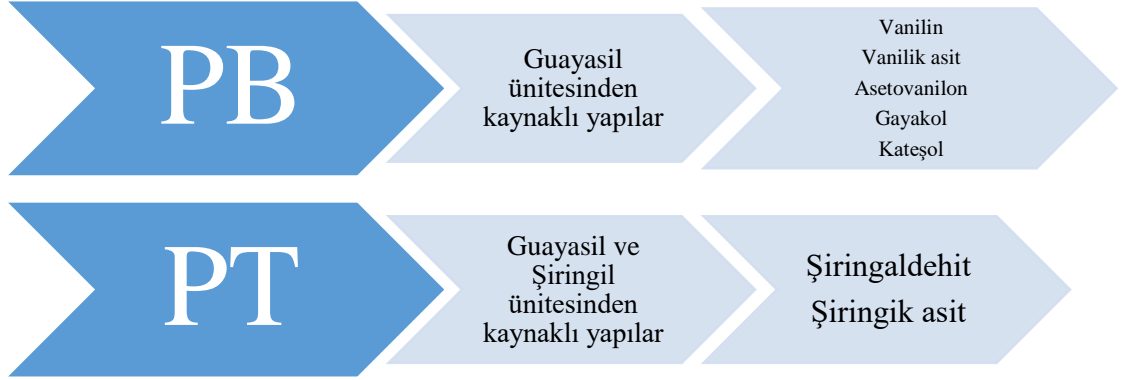 PB
Guayasil
ünitesinden
kaynaklı yapılar
Vanilin
Vanilik asit
Asetovanilon
Gayakol
Kateşol
PT
Guayasil ve
Şiringil
ünitesinden
kaynaklı yapılar
Şiringaldehit
Şiringik asit